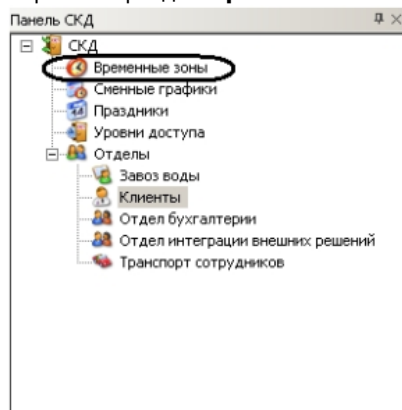 Панель СКД
СКД
Временные зоны
Сменные графики
Праздники
Уровни доступа
Отделы
Завоз воды
Клиенты
Отдел бухгалтерии
Отдел интеграции внешних решений
Транспорт сотрудников